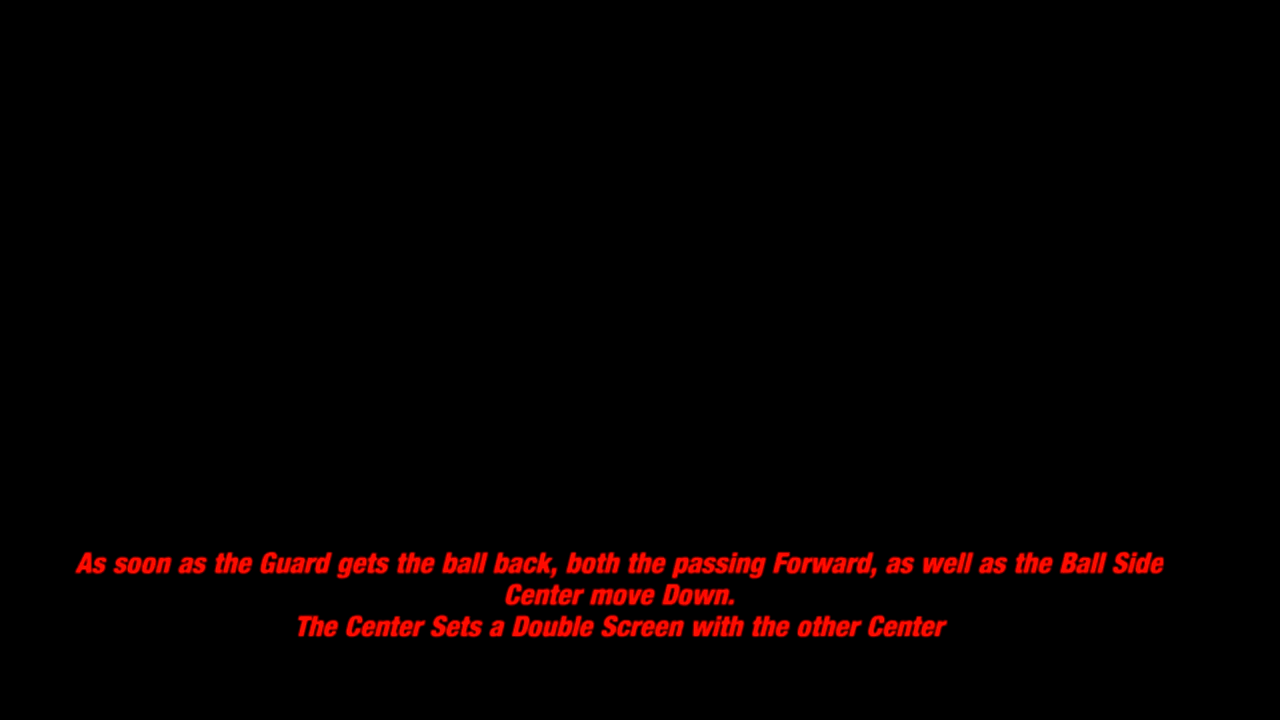 As soon as the Guard gets the ball back, both the passing Forward, as well as the Ball Side
Center move Down.
The Center Sets a Double Screen with the other Center